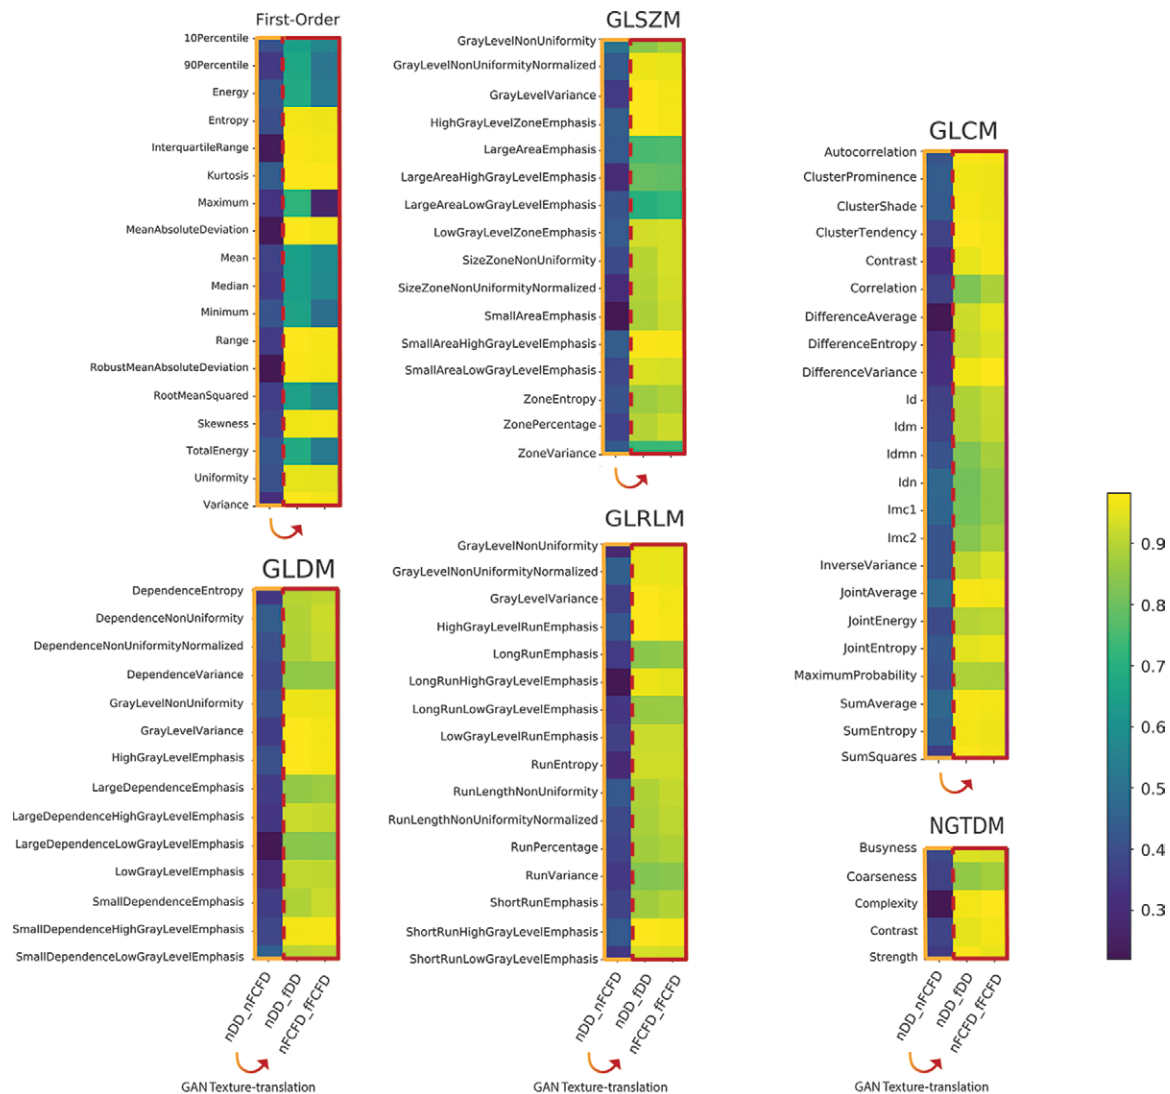 First-Order
10Percentile
90Percentile
Energy
Entropy
InterquartileRange
Kurtosis
Maximum
MeanAbsoluteDeviation
Mean
Median
Minimum
Range
RobustMeanAbsoluteDeviation
RootMeanSquared
Skewness
TotalEnergy
Uniformity
Variance
GLDM
DependenceEntropy
DependenceNonUniformity
DependenceNonUniformityNormalized
DependenceVariance
GrayLevelNonUniformity
GrayLevelVariance
HighGrayLevelEmphasis
LargeDependenceEmphasis
LargeDependenceHighGrayLevelEmphasis
LargeDependenceLowGrayLevelEmphasis
LowGrayLevelEmphasis
SmallDependenceEmphasis
SmallDependenceHighGrayLevelEmphasis
SmallDependenceLowGrayLevelEmphasis
nDD_nFCFD
nDD_fDD
nFCFD_fFCFD
GAN Texture-translation
GLSZM
GrayLevelNonUniformity
GrayLevelNonUniformityNormalized
GrayLevelVariance
HighGrayLevelZoneEmphasis
LargeAreaEmphasis
LargeAreaHighGrayLevelEmphasis
LargeAreaLowGrayLevelEmphasis
LowGrayLevelZoneEmphasis
SizeZoneNonUniformity
SizeZoneNonUniformityNormalized
SmallAreaEmphasis
SmallAreaHighGrayLevelEmphasis
SmallAreaLowGrayLevelEmphasis
ZoneEntropy
ZonePercentage
ZoneVariance
GLRLM
GrayLevelNonUniformity
GrayLevelNonUniformityNormalized
GrayLevelVariance
HighGrayLevelRunEmphasis
LongRunEmphasis
LongRunHighGrayLevelEmphasis
LongRunLowGrayLevelEmphasis
LowGrayLevelRunEmphasis
RunEntropy
RunLengthNonUniformity
RunLengthNonUniformityNormalized
RunPercentage
RunVariance
ShortRunEmphasis
ShortRunHighGrayLevelEmphasis
ShortRunLowGrayLevelEmphasis
nDD_nFCFD
nDD_fDD
nFCFD_fFCFD
GAN Texture-translation
GLCM
Autocorrelation
ClusterProminence
ClusterShade
ClusterTendency
Contrast
Correlation
DifferenceAverage
DifferenceEntropy
DifferenceVariance
Id
Idm
Idmn
Idn
Imc1
Imc2
InverseVariance
JointAverage
JointEnergy
JointEntropy
MaximumProbability
SumAverage
SumEntropy
SumSquares
NGTDM
Busyness
Coarseness
Complexity
Contrast
Strength
nDD_nFCFD
nDD_fDD
nFCFD_fFCFD
GAN Texture-translation
0.9
0.8
0.7
0.6
0.5
0.4
0.3